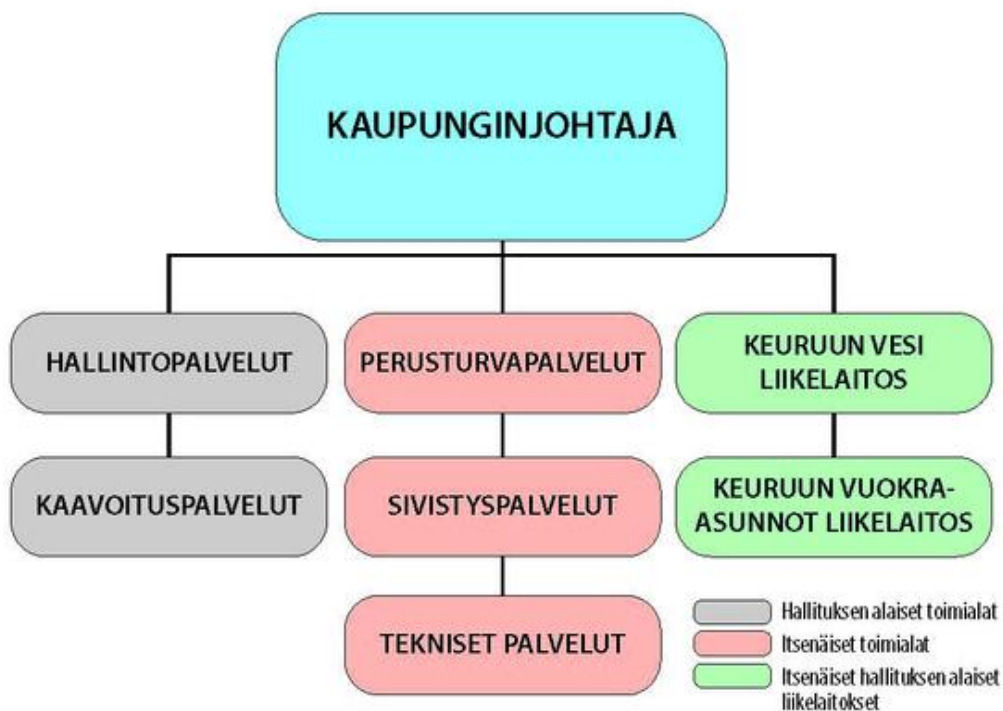 KAUPUNGINJOHTAJA
HALLINTOPALVELUT
PERUSTURVAPALVELUT
KEURUUN VESI
LIIKELAITOS
KAAVOITUSPALVELUT
SIVISTYSPALVELUT
KEURUUN VUOKRA-
ASUNNOT LIIKELAITOS
TEKNISET PALVELUT
Hallituksen alaiset toimialat
Itsenäiset toimialat
Itsenäiset hallituksen alaiset
liikelaitokset